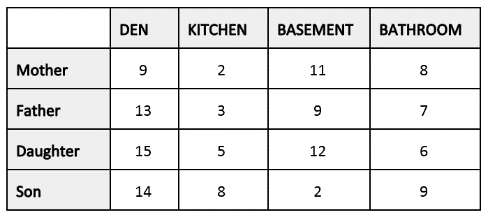 DEN KITCHEN BASEMENT BATHROOM
Mother 9 2 11 8
Father 13 3 9 7
Daughter 15 5 12 6
Son 14 8 2 9